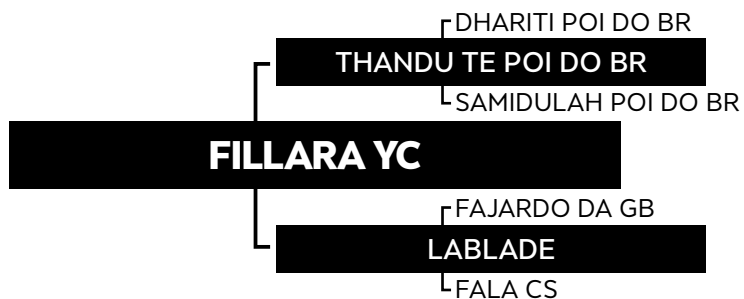 DHARITI POI DO BR
THANDU TE POI DO BR
SAMIDULAH POI DO BR
FILLARA YC
FAJARDO DA GB
LABLADE
FALA CS